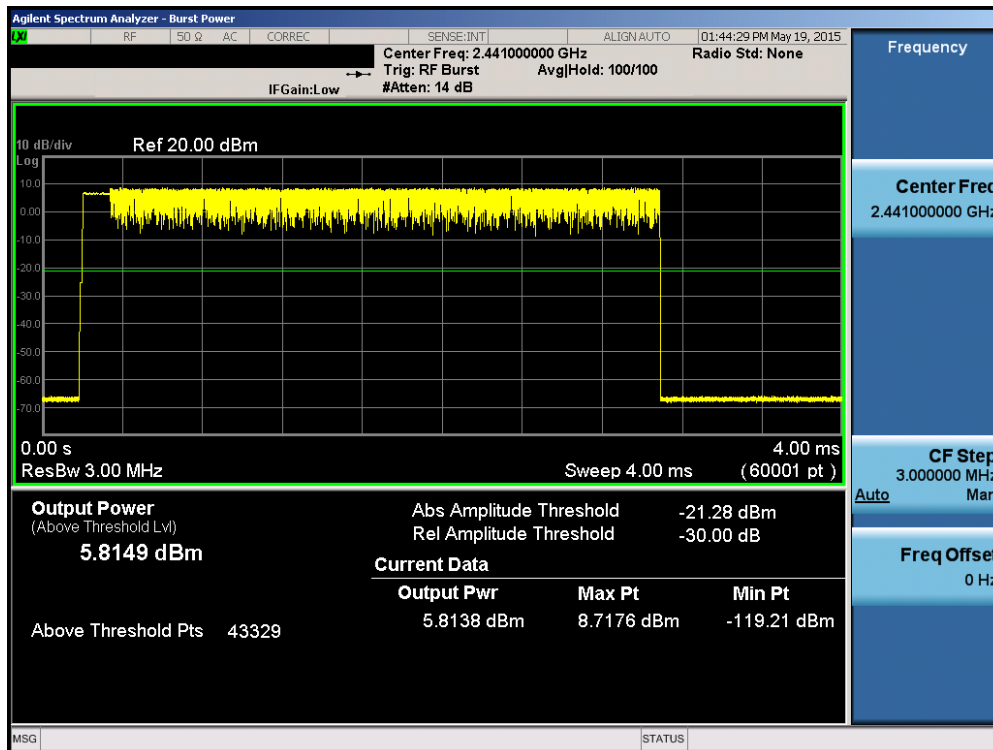 Agilent Spectrum Analyzer - Burst Power
LXI RF 50 Ω AC CORREC SENSE:INT ALIGN AUTO 01:44:29 PM May 19, 2015
Center Freq: 2.441000000 GHz Radio Std: None
Trig: RF Burst Avg|Hold: 100/100
IFGain:Low #Atten: 14 dB
Frequency
10 dB/div Ref 20.00 dBm
Log
10.0
0.00
-10.0
-20.0
-30.0
-40.0
-50.0
-60.0
-70.0
0.00 s 4.00 ms
ResBw 3.00 MHz Sweep 4.00 ms (60001 pt)
Center Freq
2.441000000 GHz
CF Step
3.000000 MHz
Auto Man
Freq Offset
0 Hz
Output Power
(Above Threshold Lvl)
5.8149 dBm
Above Threshold Pts 43329
Abs Amplitude Threshold -21.28 dBm
Rel Amplitude Threshold -30.00 dB
Current Data
Output Pwr Max Pt Min Pt
5.8138 dBm 8.7176 dBm -119.21 dBm
MSG STATUS